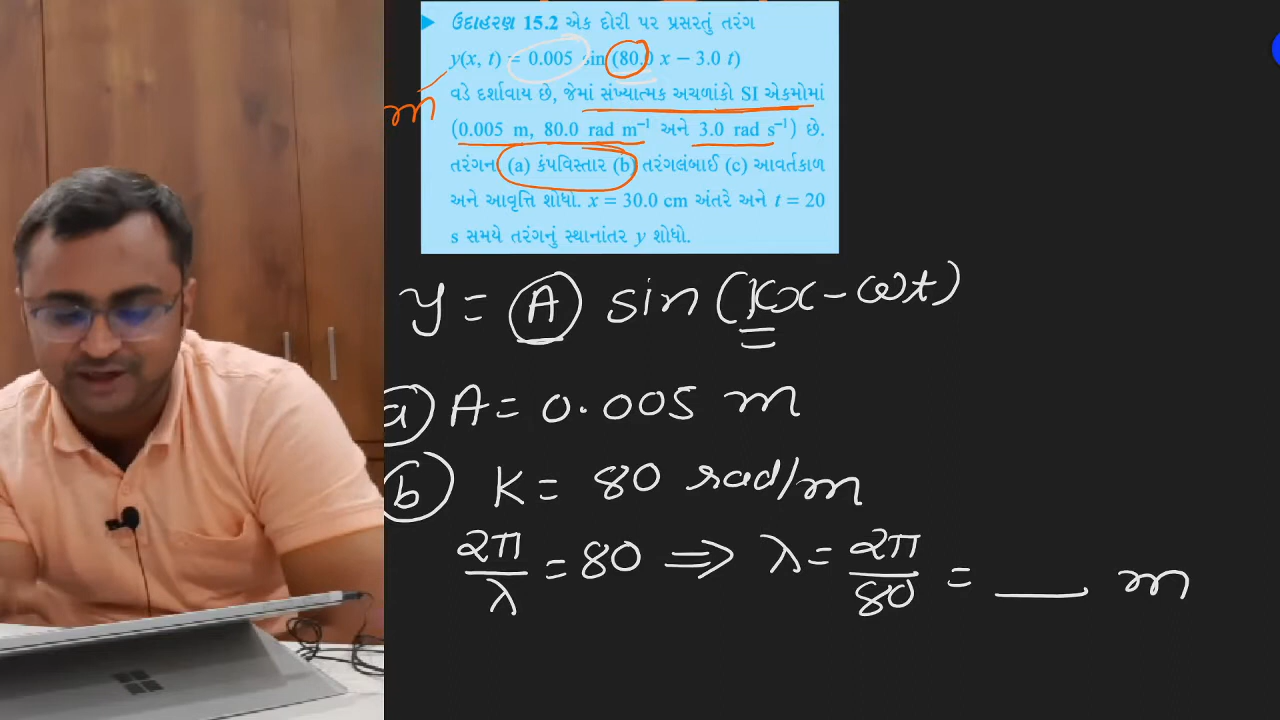 ઉદાહરણ 15.2 એક દોરી પર પ્રસરતું તરંગ
y(x, t) = 0.005 sin (80.0 x − 3.0 t)
વડે દર્શાવાય છે, જેમાં સંખ્યાત્મક અચળાંકો SI એકમોમાં
(0.005 m, 80.0 rad m⁻¹ અને 3.0 rad s⁻¹) છે.
તરંગના (a) કંપવિસ્તાર (b) તરંગલંબાઈ (c) આવર્તકાળ
અને આવૃત્તિ શોધો. x = 30.0 cm અંતરે અને t = 20
s સમયે તરંગનું સ્થાનાંતર y શોધો.
m
y = A sin (kx − ωt)
a) A = 0.005 m
b K = 80 rad/m
2π/λ = 80 ⇒ λ = 2π/80 = __ m